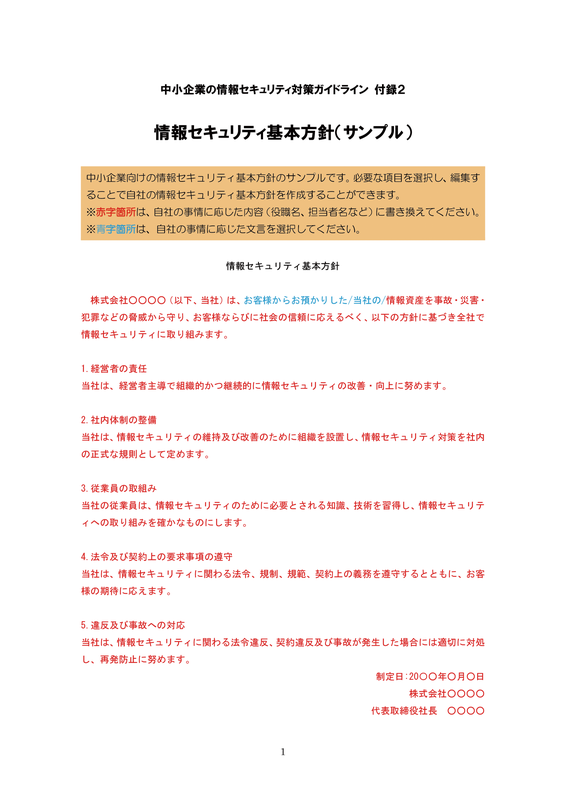 中小企業の情報セキュリティ対策ガイドライン 付録2
情報セキュリティ基本方針（サンプル）
中小企業向けの情報セキュリティ基本方針のサンプルです。必要な項目を選択し、編集す
ることで自社の情報セキュリティ基本方針を作成することができます。
※赤字箇所は、自社の事情に応じた内容（役職名、担当者名など）に書き換えてください。
※青字箇所は、自社の事情に応じた文言を選択してください。
情報セキュリティ基本方針
株式会社〇〇〇〇（以下、当社）は、お客様からお預かりした/当社の/情報資産を事故・災害・
犯罪などの脅威から守り、お客様ならびに社会の信頼に応えるべく、以下の方針に基づき全社で
情報セキュリティに取り組みます。
1.経営者の責任
当社は、経営者主導で組織的かつ継続的に情報セキュリティの改善・向上に努めます。
2.社内体制の整備
当社は、情報セキュリティの維持及び改善のために組織を設置し、情報セキュリティ対策を社内
の正式な規則として定めます。
3.従業員の取組み
当社の従業員は、情報セキュリティのために必要とされる知識、技術を習得し、情報セキュリテ
ィへの取り組みを確かなものにします。
4.法令及び契約上の要求事項の遵守
当社は、情報セキュリティに関わる法令、規制、規範、契約上の義務を遵守するとともに、お客
様の期待に応えます。
5.違反及び事故への対応
当社は、情報セキュリティに関わる法令違反、契約違反及び事故が発生した場合には適切に対処
し、再発防止に努めます。
制定日:20〇〇年〇月〇日
株式会社〇〇〇〇
代表取締役社長　〇〇〇〇
1